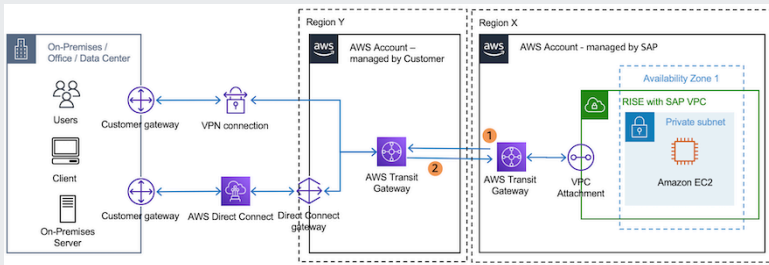 Region Y
Region X
On-Premises /
Office / Data Center
aws
AWS Account –
managed by Customer
aws
AWS Account - managed by SAP
Availability Zone 1
RISE with SAP VPC
Private subnet
Users
Customer gateway
VPN connection
1
2
Client
AWS Transit
Gateway
AWS Transit
Gateway
VPC
Attachment
Amazon EC2
Customer gateway
AWS Direct Connect
Direct Connect
gateway
On-Premises
Server